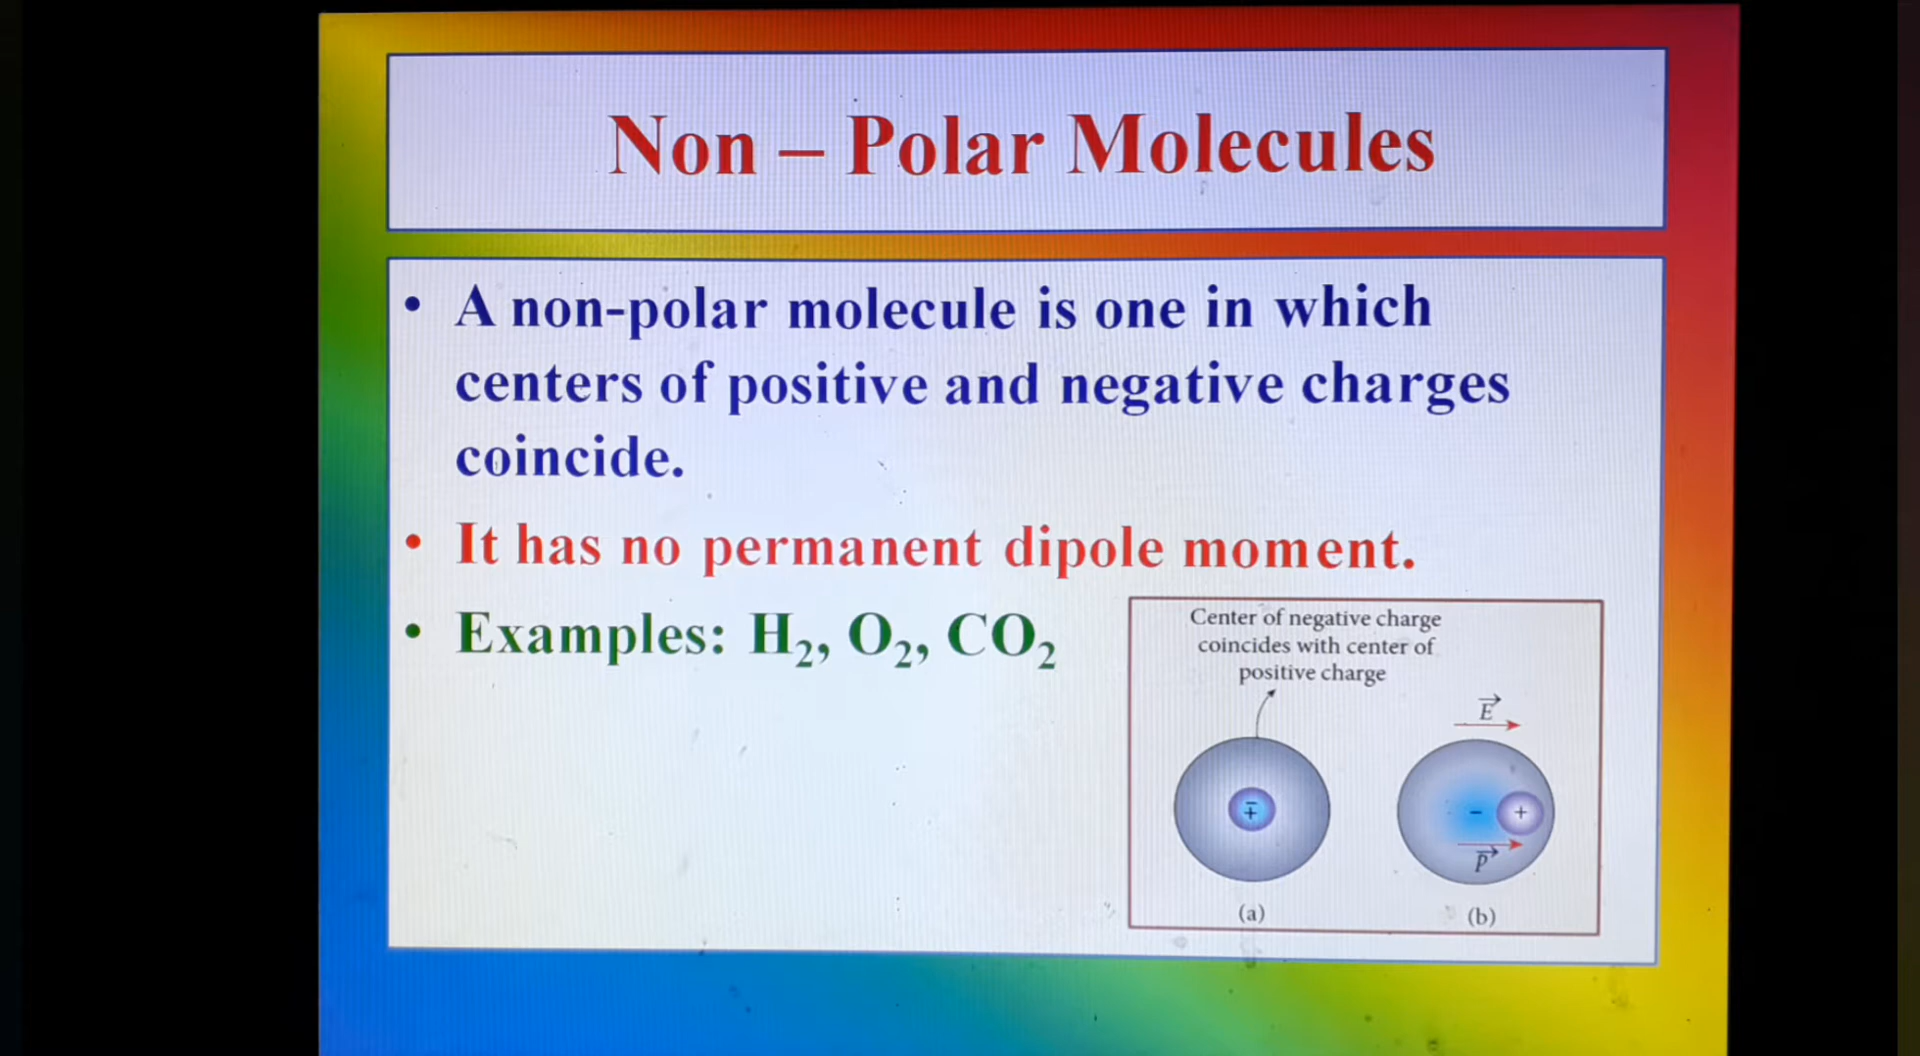 Non – Polar Molecules
• A non-polar molecule is one in which
centers of positive and negative charges
coincide.
• It has no permanent dipole moment.
• Examples: H₂, O₂, CO₂
Center of negative charge
coincides with center of
positive charge
E⃗
∓
− +
P⃗
(a)
(b)